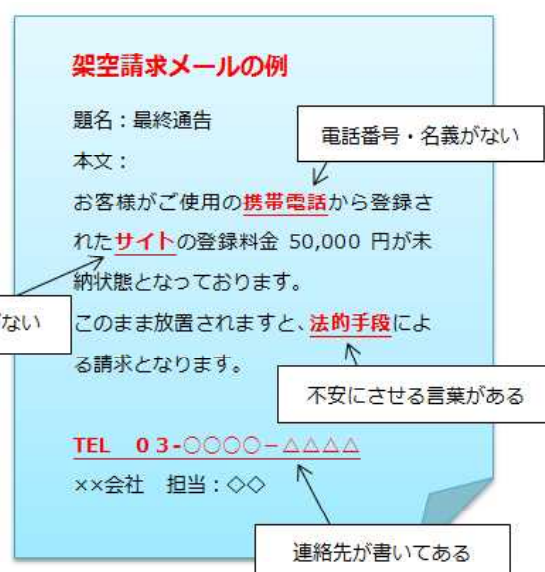 架空請求メールの例
題名：最終通告
電話番号・名義がない
本文：
お客様がご使用の携帯電話から登録さ
れたサイトの登録料金 50,000 円が未
納状態となっております。
ない
このまま放置されますと、法的手段によ
る請求となります。
不安にさせる言葉がある
TEL　０３-○○○○－△△△△
××会社　担当：◇◇
連絡先が書いてある